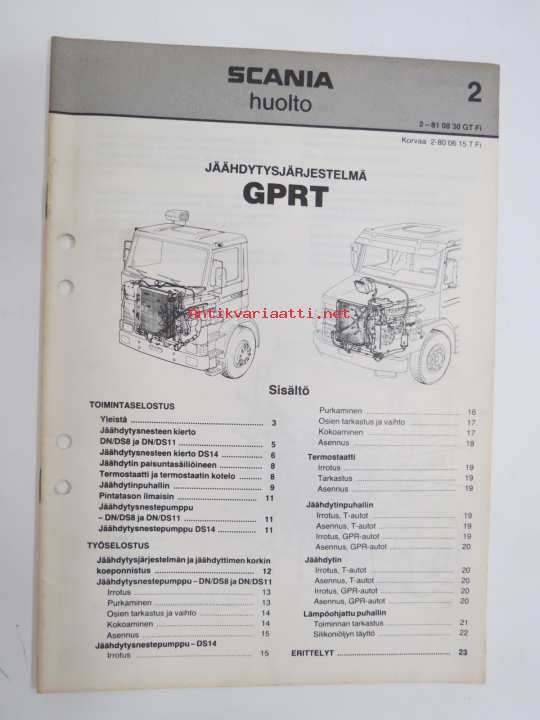 SCANIA
huolto
2
2–81 08 30 GT Fi
Korvaa 2-80 06 15 T Fi
JÄÄHDYTYSJÄRJESTELMÄ
GPRT
Antikvariaatti.net
Sisältö
TOIMINTASELOSTUS
Yleistä 3
Jäähdytysnesteen kierto
DN/DS8 ja DN/DS11 5
Jäähdytysnesteen kierto DS14 6
Jäähdytin paisuntasäiliöineen 8
Termostaatti ja termostaatin kotelo 8
Jäähdytinpuhallin 9
Pintatason ilmaisin 11
Jäähdytysnestepumppu
– DN/DS8 ja DN/DS11 11
Jäähdytysnestepumppu DS14 11
TYÖSELOSTUS
Jäähdytysjärjestelmän ja jäähdyttimen korkin
koeponnistus 12
Jäähdytysnestepumppu – DN/DS8 ja DN/DS11
Irrotus 13
Purkaminen 13
Osien tarkastus ja vaihto 14
Kokoaminen 14
Asennus 15
Jäähdytysnestepumppu – DS14
Irrotus 15
Purkaminen 16
Osien tarkastus ja vaihto 17
Kokoaminen 17
Asennus 18
Termostaatti
Irrotus 19
Tarkastus 19
Asennus 19
Jäähdytinpuhallin
Irrotus, T-autot 19
Asennus, T-autot 19
Irrotus, GPR-autot 19
Asennus, GPR-autot 20
Jäähdytin
Irrotus, T-autot 20
Asennus, T-autot 20
Irrotus, GPR-autot 20
Asennus, GPR-autot 20
Lämpöohjattu puhallin
Toiminnan tarkastus 21
Silikoniöljyn täyttö 22
ERITTELYT 23